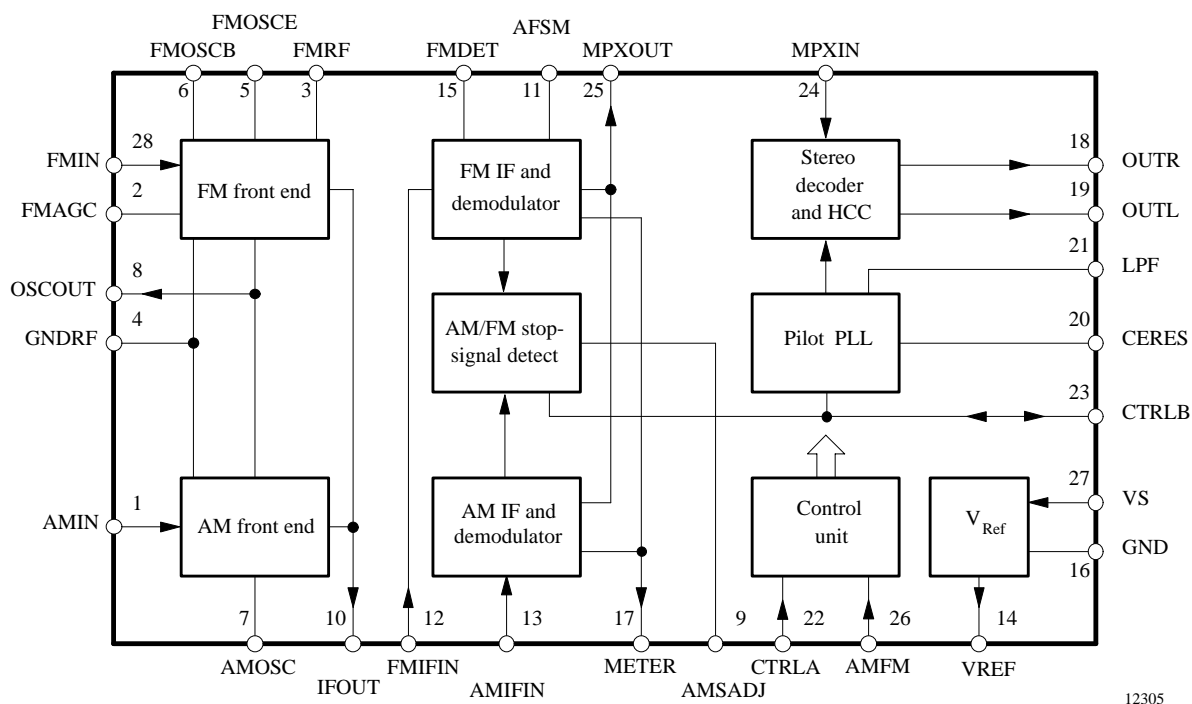 FMOSCE
AFSM
FMOSCB
FMRF
FMDET
MPXOUT
MPXIN
6
5
3
15
11
25
24
28
FMIN
2
FMAGC
FM front end
FM IF and
demodulator
Stereo
decoder
and HCC
18
OUTR
19
OUTL
21
LPF
8
OSCOUT
4
GNDRF
AM/FM stop-
signal detect
Pilot PLL
20
CERES
23
CTRLB
1
AMIN
AM front end
AM IF and
demodulator
Control
unit
V Ref
27
VS
GND
16
7
10
12
13
17
9
22
26
14
AMOSC
IFOUT
FMIFIN
AMIFIN
METER
AMSADJ
CTRLA
AMFM
VREF
12305